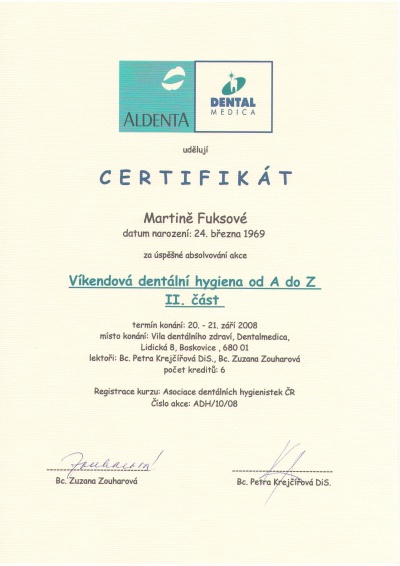 ALDENTA
DENTAL
MEDICA
udělují
CERTIFIKÁT
Martině Fuksové
datum narození: 24. března 1969
za úspěšné absolvování akce
Víkendová dentální hygiena od A do Z
II. část
termín konání: 20. - 21. září 2008
místo konání: Vila dentálního zdraví, Dentalmedica,
Lidická 8, Boskovice , 680 01
lektoři: Bc. Petra Krejčířová DiS., Bc. Zuzana Zouharová
počet kreditů: 6
Registrace kurzu: Asociace dentálních hygienistek ČR
Číslo akce: ADH/10/08
Zouharová
Bc. Zuzana Zouharová
Bc. Petra Krejčířová DiS.